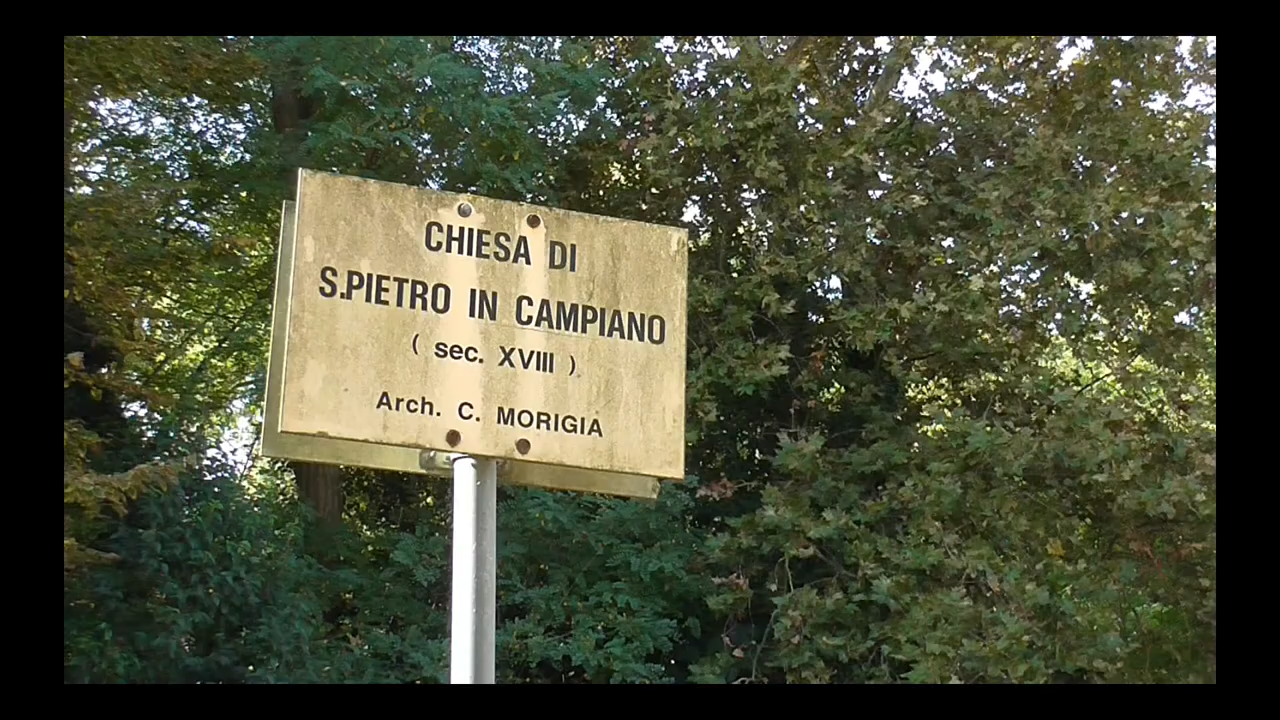 CHIESA DI
S.PIETRO IN CAMPIANO
( sec. XVIII )
Arch. C. MORIGIA